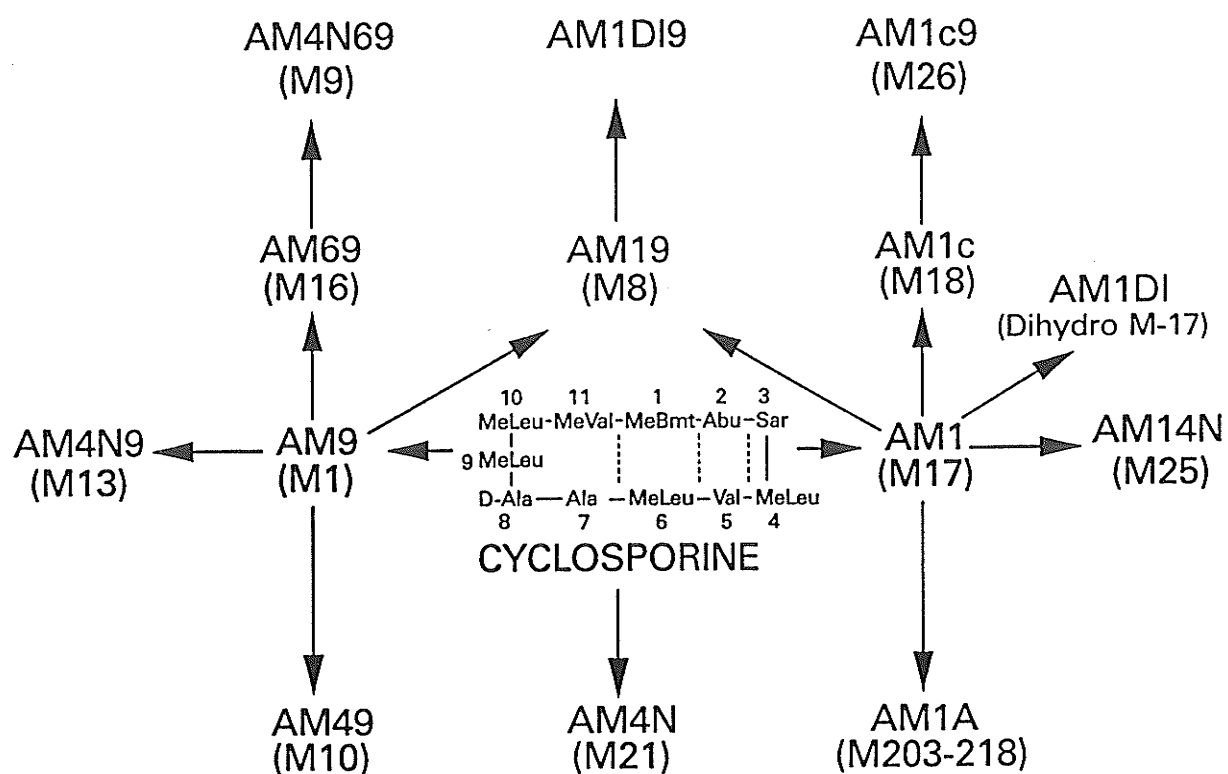 AM4N69
(M9)
AM1DI9
AM1c9
(M26)
AM69
(M16)
AM19
(M8)
AM1c
(M18)
AM1DI
(Dihydro M-17)
AM4N9
(M13)
AM9
(M1)
10 11 1 2 3
MeLeu-MeVal-MeBmt-Abu-Sar
9 MeLeu
D-Ala — Ala - MeLeu - Val - MeLeu
8 7 6 5 4
CYCLOSPORINE
AM1
(M17)
AM14N
(M25)
AM49
(M10)
AM4N
(M21)
AM1A
(M203-218)